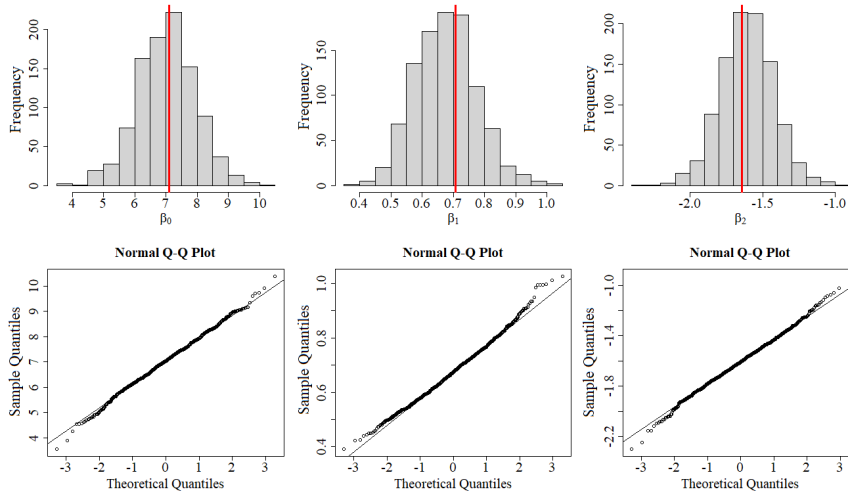 Frequency
0
50
100
150
200
4 5 6 7 8 9 10
β₀
Frequency
0
50
100
150
0.4 0.5 0.6 0.7 0.8 0.9 1.0
β₁
Frequency
0
50
100
150
200
-2.0 -1.5 -1.0
β₂
Normal Q-Q Plot
Sample Quantiles
4 5 6 7 8 9 10
-3 -2 -1 0 1 2 3
Theoretical Quantiles
Normal Q-Q Plot
Sample Quantiles
0.4 0.6 0.8 1.0
-3 -2 -1 0 1 2 3
Theoretical Quantiles
Normal Q-Q Plot
Sample Quantiles
-2.2 -1.8 -1.4 -1.0
-3 -2 -1 0 1 2 3
Theoretical Quantiles